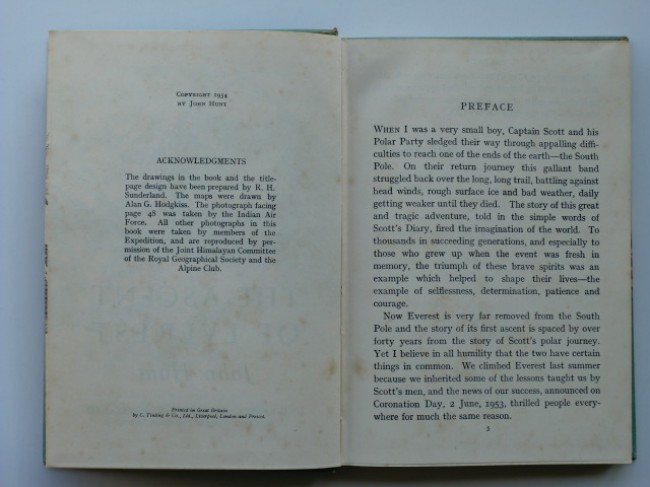 COPYRIGHT 1954
BY JOHN HUNT
ACKNOWLEDGMENTS
The drawings in the book and the title-
page design have been prepared by R. H.
Sunderland. The maps were drawn by
Alan G. Hodgkiss. The photograph facing
page 48 was taken by the Indian Air
Force. All other photographs in this
book were taken by members of the
Expedition, and are reproduced by per-
mission of the Joint Himalayan Committee
of the Royal Geographical Society and the
Alpine Club.
Printed in Great Britain
by C. Tinling & Co., Ltd., Liverpool, London and Prescot.
PREFACE
WHEN I was a very small boy, Captain Scott and his
Polar Party sledged their way through appalling diffi-
culties to reach one of the ends of the earth—the South
Pole. On their return journey this gallant band
struggled back over the long, long trail, battling against
head winds, rough surface ice and bad weather, daily
getting weaker until they died. The story of this great
and tragic adventure, told in the simple words of
Scott's Diary, fired the imagination of the world. To
thousands in succeeding generations, and especially to
those who grew up when the event was fresh in
memory, the triumph of these brave spirits was an
example which helped to shape their lives—the
example of selflessness, determination, patience and
courage.
Now Everest is very far removed from the South
Pole and the story of its first ascent is spaced by over
forty years from the story of Scott's polar journey.
Yet I believe in all humility that the two have certain
things in common. We climbed Everest last summer
because we inherited some of the lessons taught us by
Scott's men, and the news of our success, announced on
Coronation Day, 2 June, 1953, thrilled people every-
where for much the same reason.
3